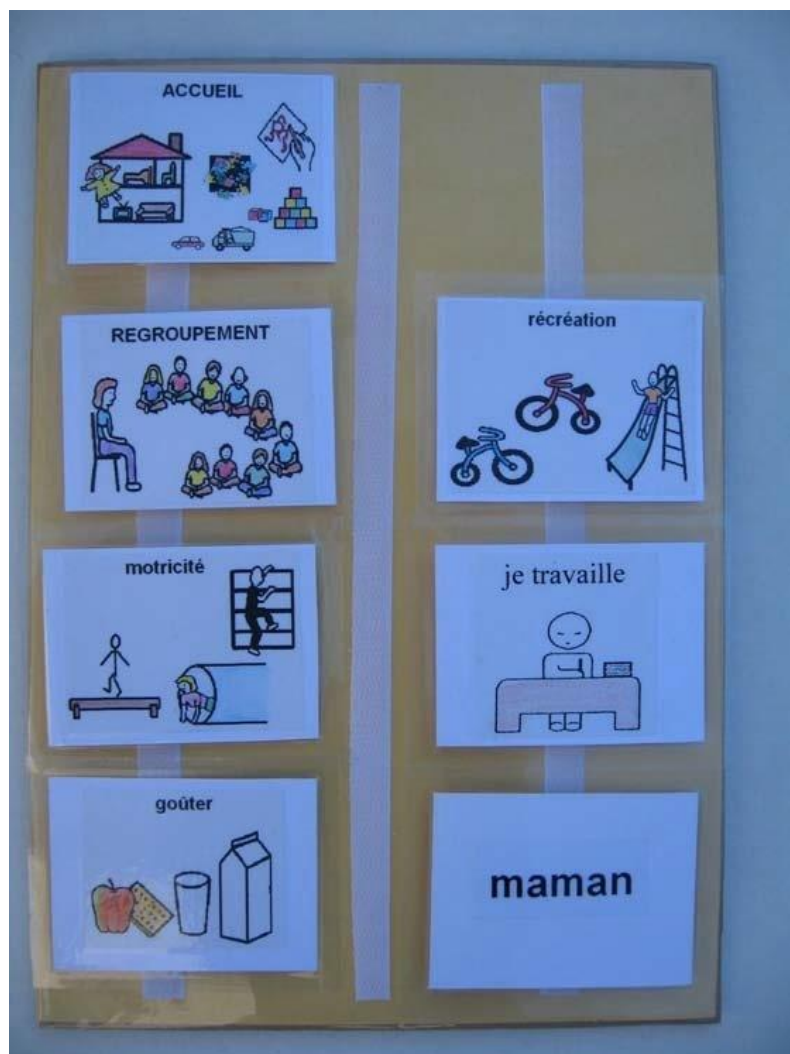 ACCUEIL
REGROUPEMENT
motricité
goûter
récréation
je travaille
maman